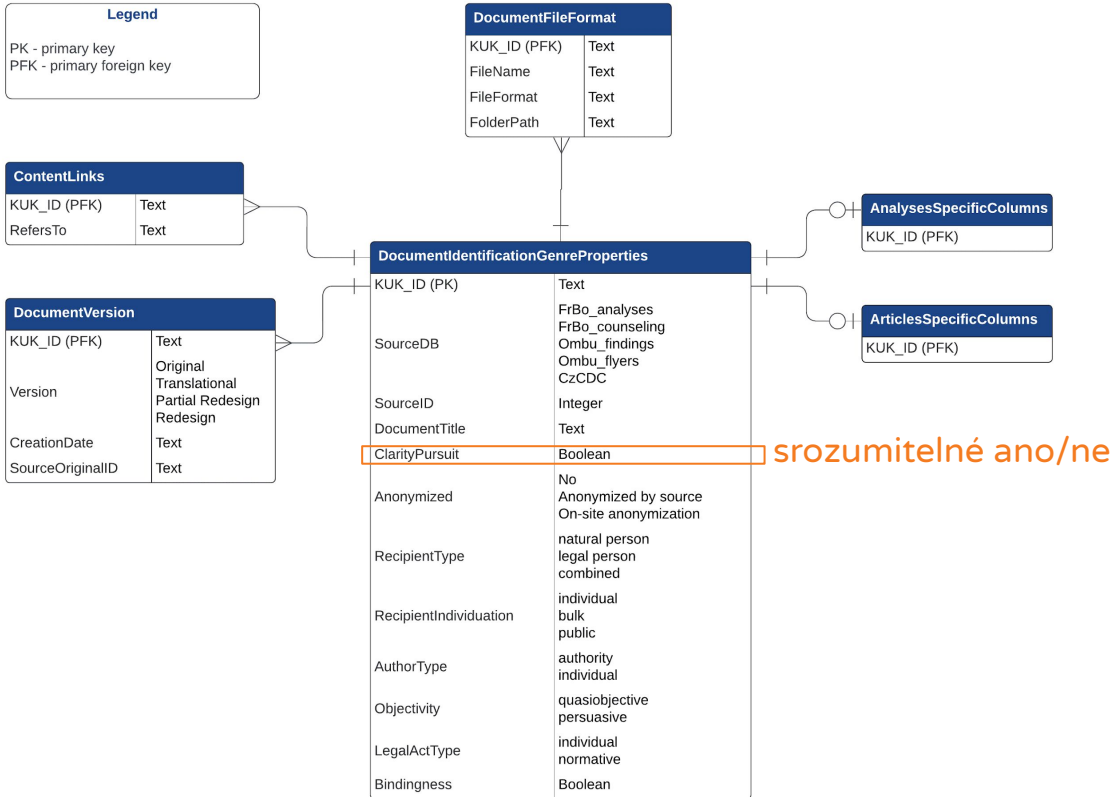 Legend
PK - primary key
PFK - primary foreign key
DocumentFileFormat
KUK_ID (PFK) Text
FileName Text
FileFormat Text
FolderPath Text
ContentLinks
KUK_ID (PFK) Text
RefersTo Text
DocumentVersion
KUK_ID (PFK) Text
Version
Original
Translational
Partial Redesign
Redesign
CreationDate Text
SourceOriginalID Text
DocumentIdentificationGenreProperties
KUK_ID (PK) Text
SourceDB
FrBo_analyses
FrBo_counseling
Ombu_findings
Ombu_flyers
CzCDC
SourceID Integer
DocumentTitle Text
ClarityPursuit Boolean
srozumitelné ano/ne
Anonymized
No
Anonymized by source
On-site anonymization
RecipientType
natural person
legal person
combined
RecipientIndividuation
individual
bulk
public
AuthorType
authority
individual
Objectivity
quasiobjective
persuasive
LegalActType
individual
normative
Bindingness Boolean
AnalysesSpecificColumns
KUK_ID (PFK)
ArticlesSpecificColumns
KUK_ID (PFK)